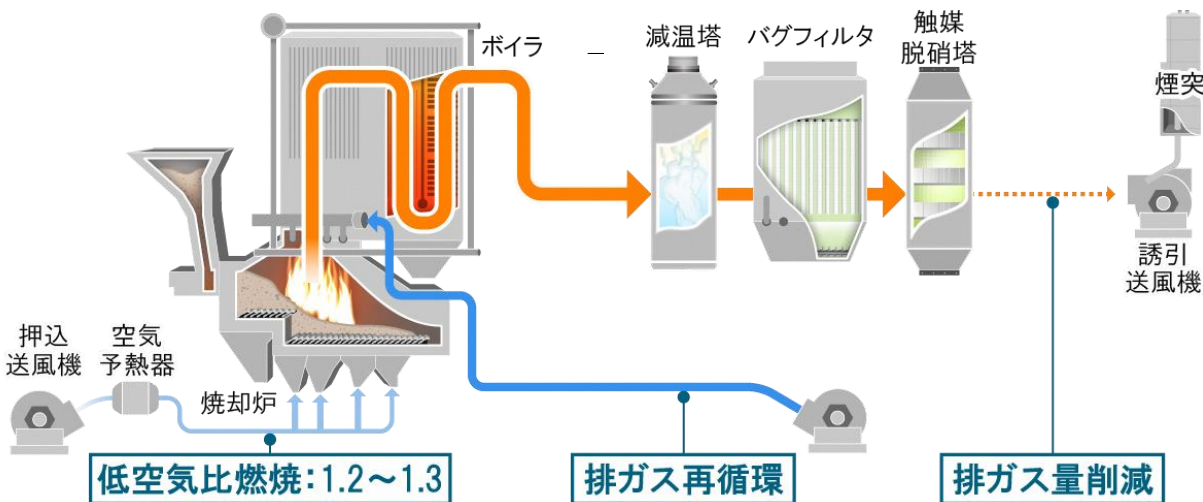 ボイラ
減温塔
バグフィルタ
触媒
脱硝塔
煙突
誘引
送風機
押込
送風機
空気
予熱器
焼却炉
低空気比燃焼:1.2～1.3
排ガス再循環
排ガス量削減